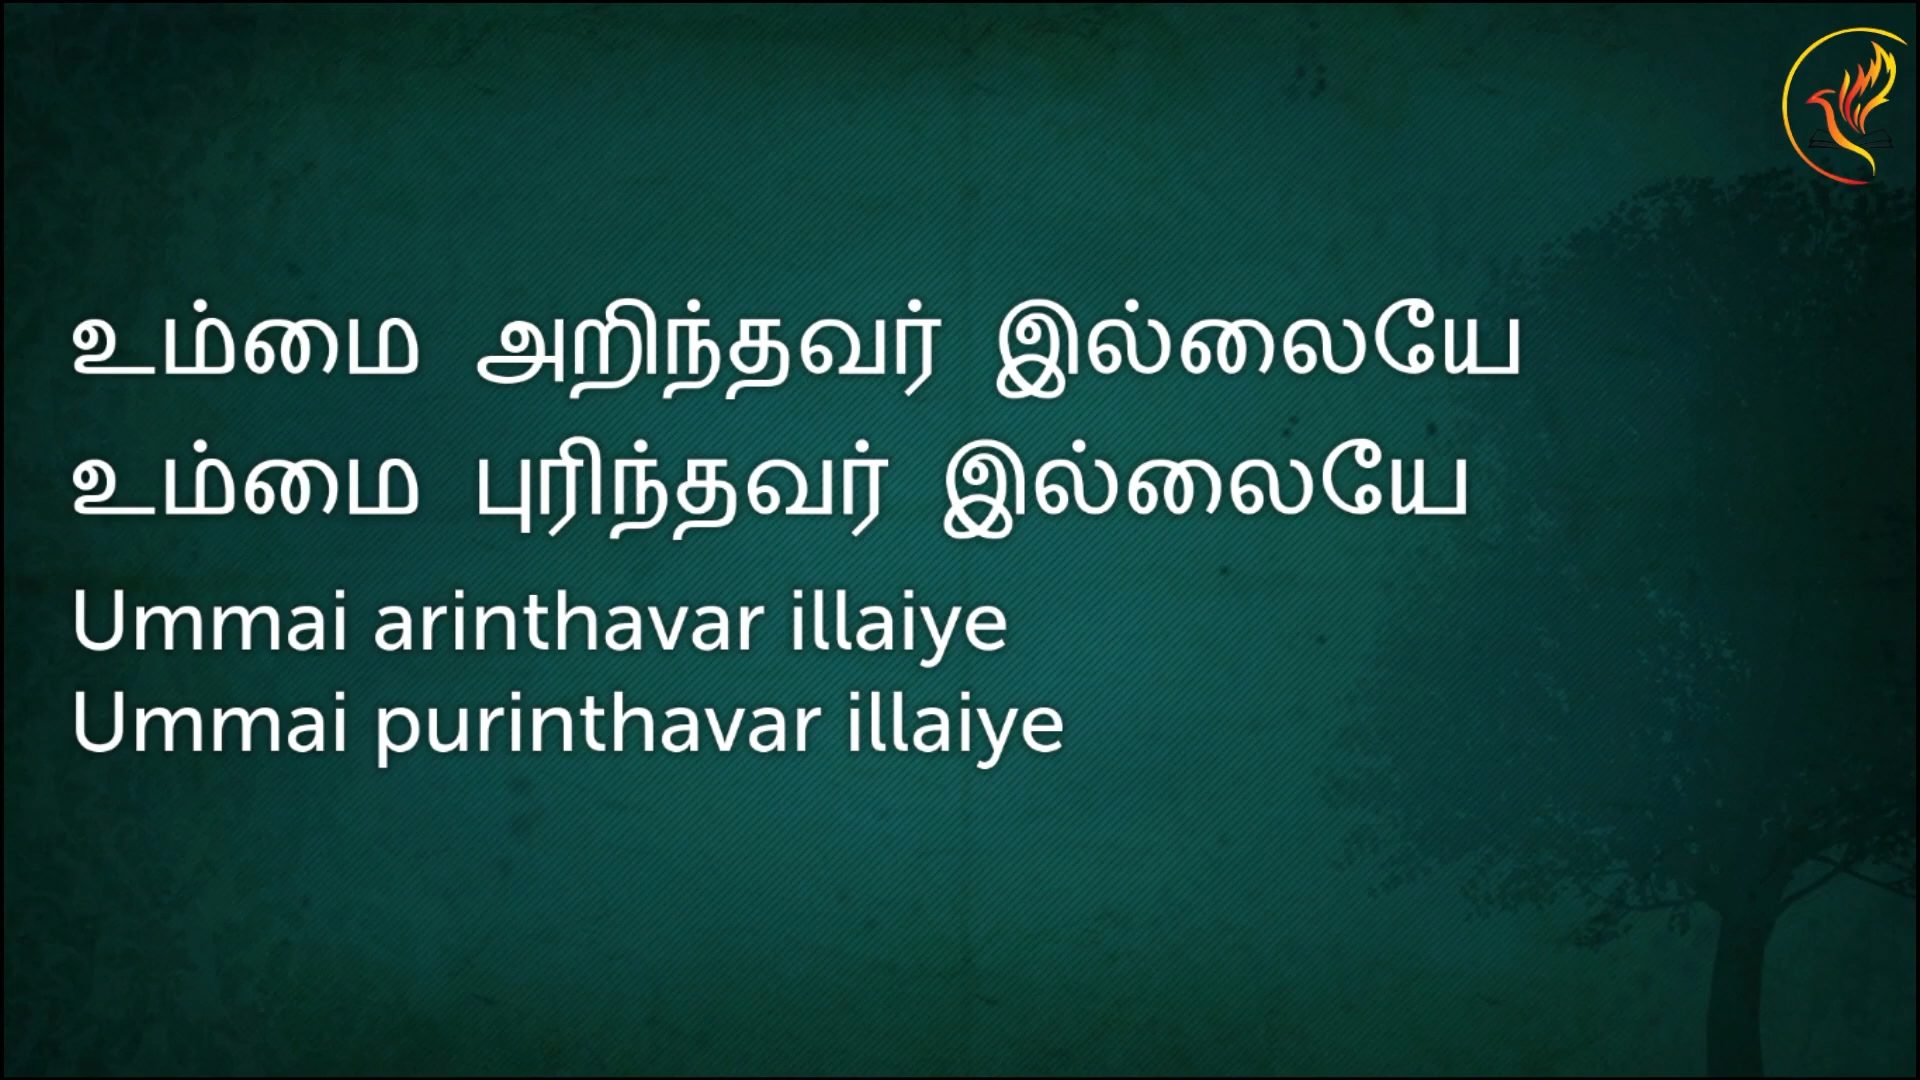 உம்மை அறிந்தவர் இல்லையே
உம்மை புரிந்தவர் இல்லையே
Ummai arinthavar illaiye
Ummai purinthavar illaiye